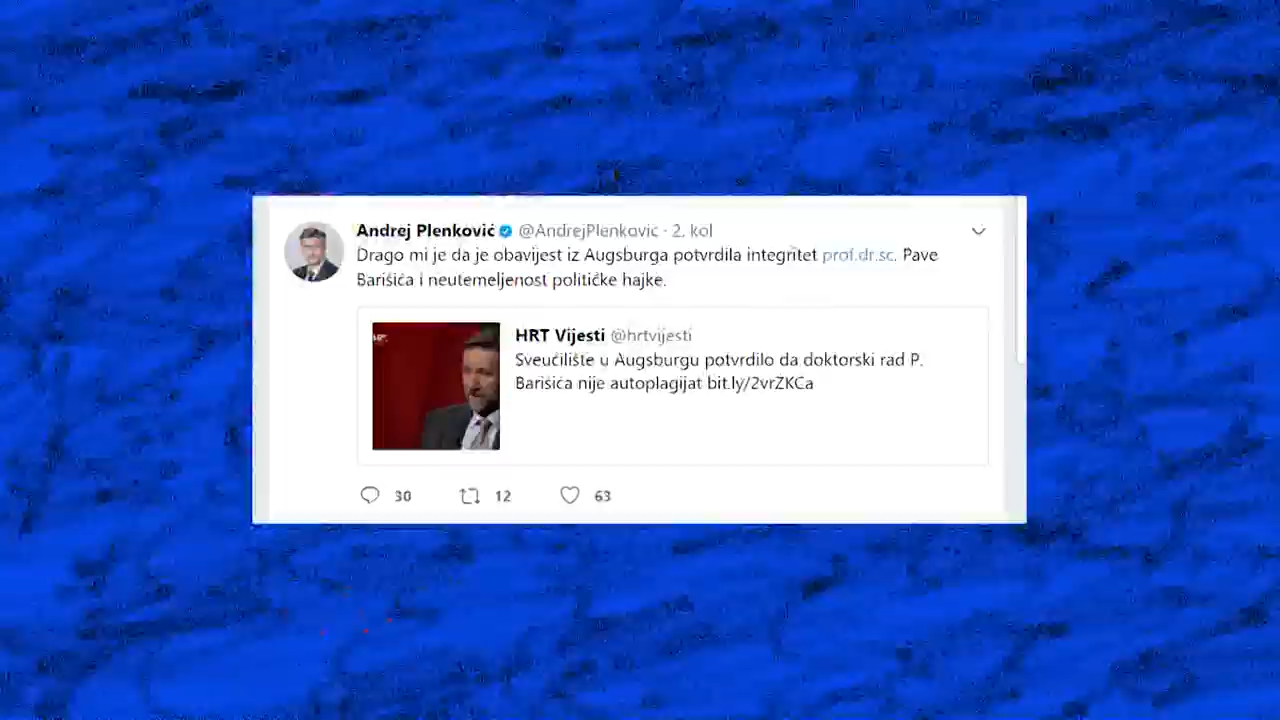 Andrej Plenković @AndrejPlenkovic · 2. kol
Drago mi je da je obavijest iz Augsburga potvrdila integritet prof.dr.sc. Pave
Barišića i neutemeljenost političke hajke.
HRT Vijesti @hrtvijesti
Sveučilište u Augsburgu potvrdilo da doktorski rad P.
Barišića nije autoplagijat bit.ly/2vrZKCa
30 12 63